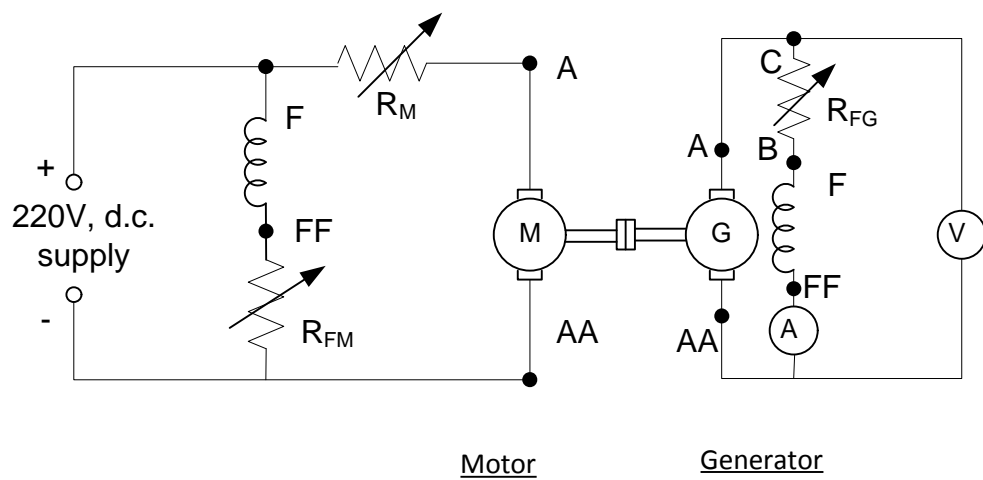 A
C
R_M
R_FG
F
A
B
+
F
220V, d.c.
FF
M
G
V
supply
FF
-
R_FM
AA
AA
A
Motor
Generator